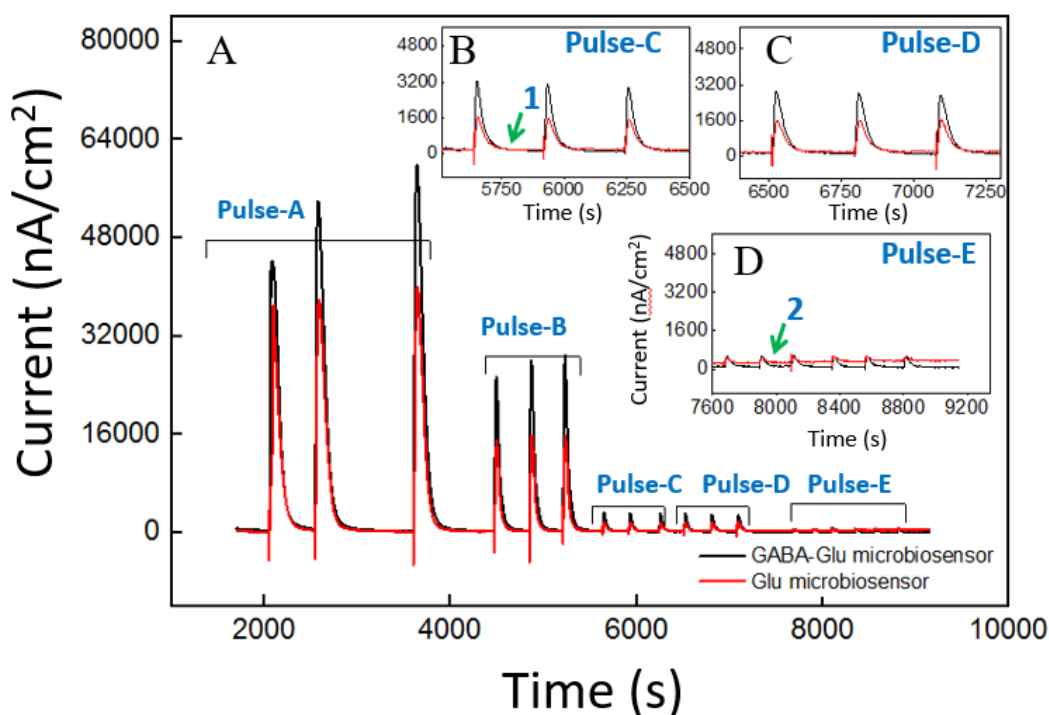 A
80000
64000
48000
32000
16000
0
Current (nA/cm²)
2000
4000
6000
8000
10000
Time (s)
Pulse-A
Pulse-B
Pulse-C
Pulse-D
Pulse-E
GABA-Glu microbiosensor
Glu microbiosensor
B
Pulse-C
1
4800
3200
1600
0
5750
6000
6250
6500
Time (s)
C
Pulse-D
4800
3200
1600
0
6500
6750
7000
7250
Time (s)
D
Pulse-E
2
Current (nA/cm²)
4800
3200
1600
0
7600
8000
8400
8800
9200
Time (s)